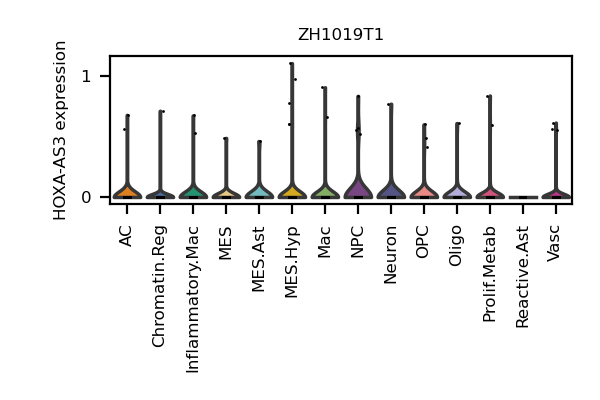 ZH1019T1
HOXA-AS3 expression
1
0
AC
Chromatin.Reg
Inflammatory.Mac
MES
MES.Ast
MES.Hyp
Mac
NPC
Neuron
OPC
Oligo
Prolif.Metab
Reactive.Ast
Vasc